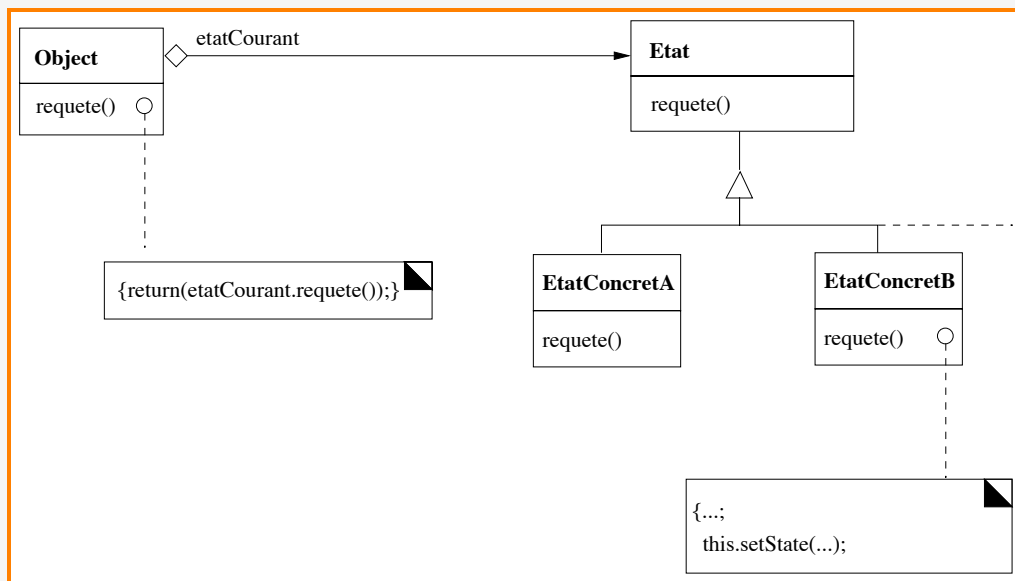 etatCourant
Object
requete()
Etat
requete()
{return(etatCourant.requete());}
EtatConcretA
requete()
EtatConcretB
requete()
{...;
this.setState(...);